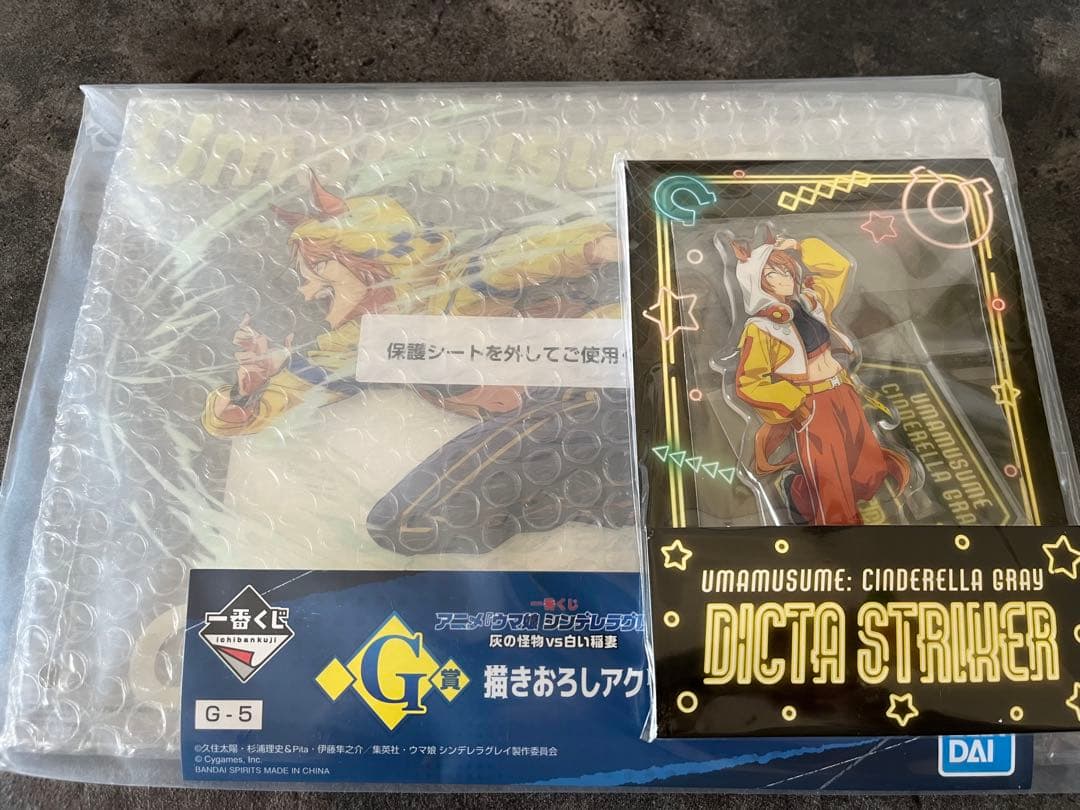 Umamusu
保護シートを外してご使用
UMAMUSUME
CINDERELLA GRA
UMAMUSUME: CINDERELLA GRAY
DICTA STRIKER
一番くじ
ichibankuji
G-5
G賞
一番くじ
アニメ『ウマ娘 シンデレラグレ
灰の怪物vs白い稲妻
描きおろしアク
©久住太陽・杉浦理史&Pita・伊藤隼之介/集英社・ウマ娘 シンデレラグレイ製作委員会
© Cygames, Inc.
BANDAI SPIRITS MADE IN CHINA
DAI